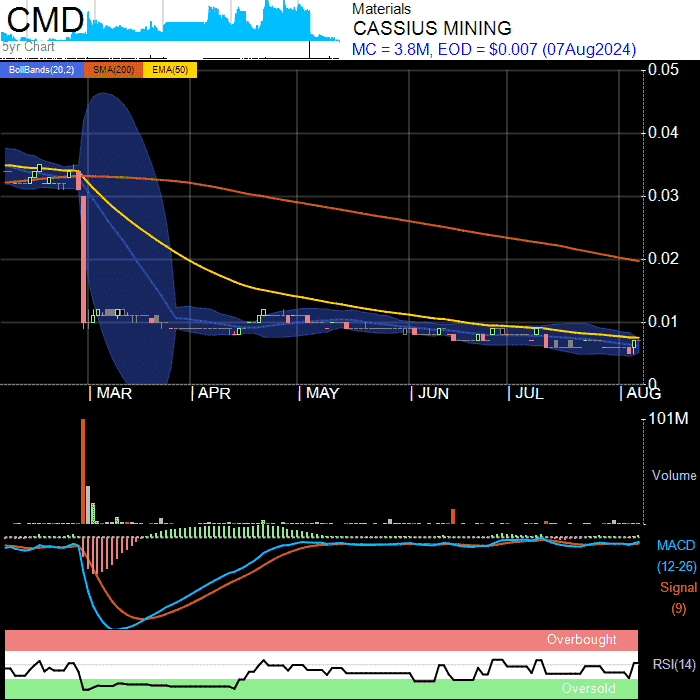 CMD
5yr Chart
Materials
CASSIUS MINING
MC = 3.8M, EOD = $0.007 (07Aug2024)
BollBands(20,2) SMA(200) EMA(50)
0.05
0.04
0.03
0.02
0.01
0
| MAR | APR | MAY | JUN | JUL | AUG
101M
Volume
MACD
(12-26)
Signal
(9)
Overbought
RSI(14)
Oversold